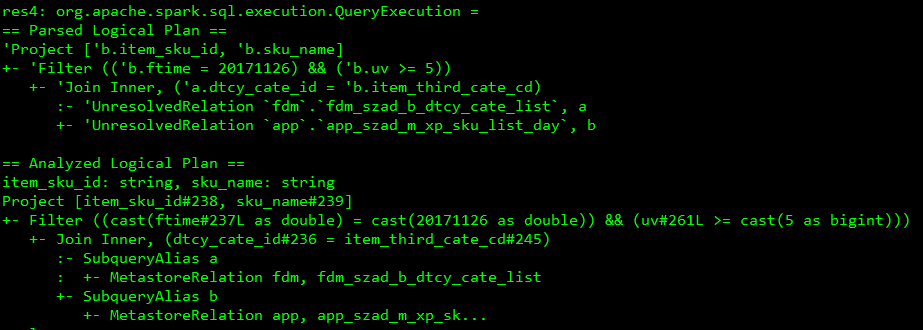 res4: org.apache.spark.sql.execution.QueryExecution =
== Parsed Logical Plan ==
'Project ['b.item_sku_id, 'b.sku_name]
+- 'Filter (('b.ftime = 20171126) && ('b.uv >= 5))
   +- 'Join Inner, ('a.dtcy_cate_id = 'b.item_third_cate_cd)
      :- 'UnresolvedRelation `fdm`.`fdm_szad_b_dtcy_cate_list`, a
      +- 'UnresolvedRelation `app`.`app_szad_m_xp_sku_list_day`, b

== Analyzed Logical Plan ==
item_sku_id: string, sku_name: string
Project [item_sku_id#238, sku_name#239]
+- Filter ((cast(ftime#237L as double) = cast(20171126 as double)) && (uv#261L >= cast(5 as bigint)))
   +- Join Inner, (dtcy_cate_id#236 = item_third_cate_cd#245)
      :- SubqueryAlias a
      :  +- MetastoreRelation fdm, fdm_szad_b_dtcy_cate_list
      +- SubqueryAlias b
         +- MetastoreRelation app, app_szad_m_xp_sk...